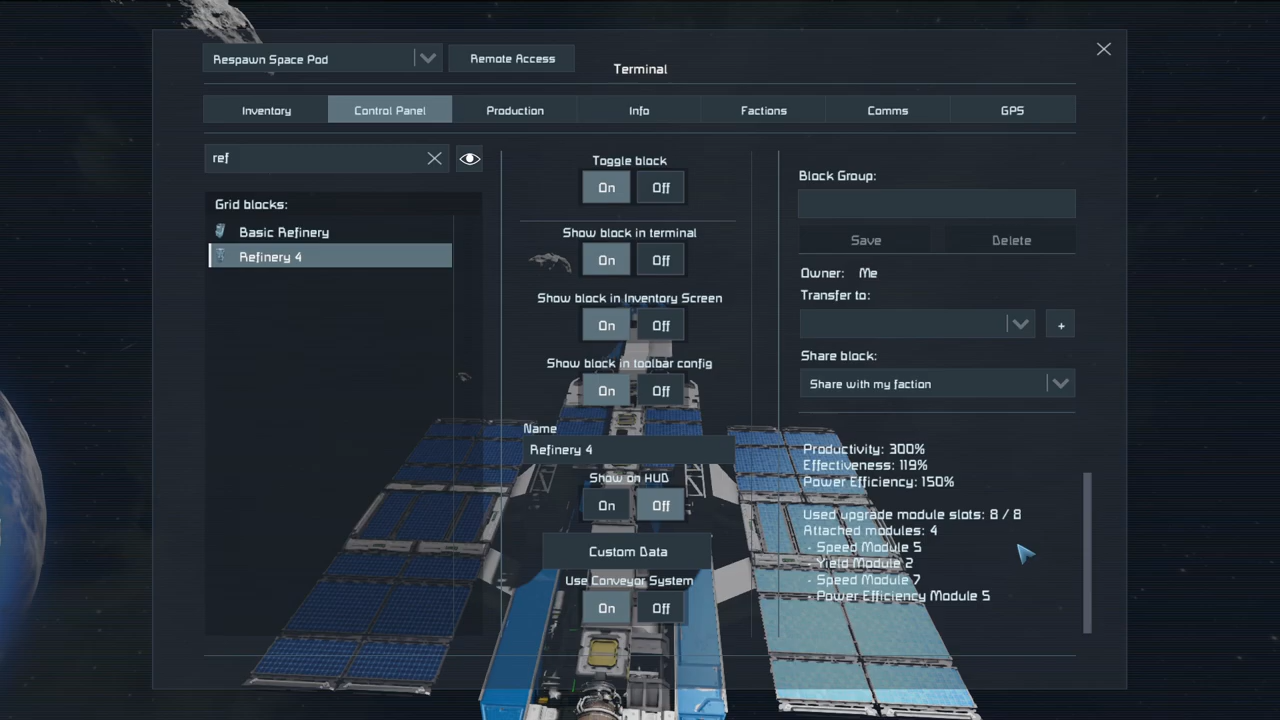 Respawn Space Pod
Remote Access
Terminal
Inventory
Control Panel
Production
Info
Factions
Comms
GPS
ref
Grid blocks:
Basic Refinery
Refinery 4
Toggle block
On Off
Show block in terminal
On Off
Show block in Inventory Screen
On Off
Show block in toolbar config
On Off
Name
Refinery 4
Show on HUD
On Off
Custom Data
Use Conveyor System
On Off
Block Group:
Save Delete
Owner: Me
Transfer to:
+
Share block:
Share with my faction
Productivity: 300%
Effectiveness: 119%
Power Efficiency: 150%
Used upgrade module slots: 8 / 8
Attached modules: 4
- Speed Module 5
- Yield Module 2
- Speed Module 7
- Power Efficiency Module 5